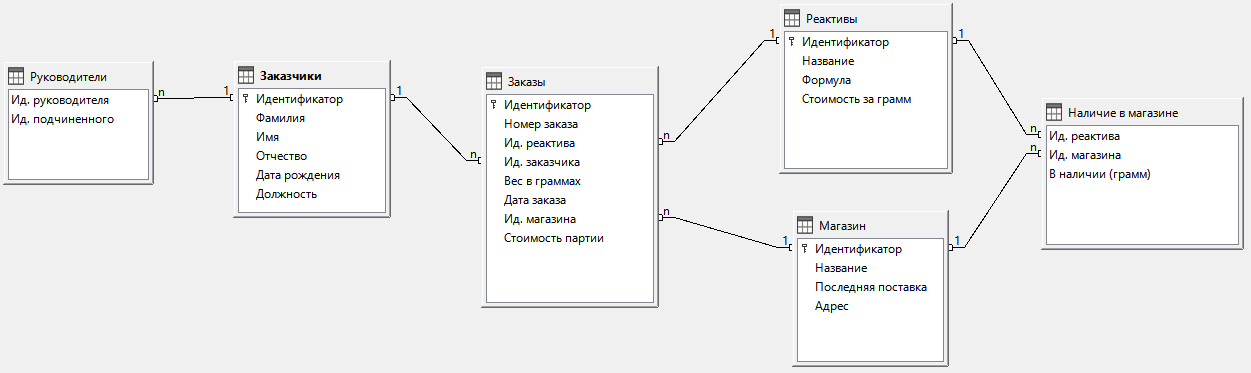 Руководители
Ид. руководителя
Ид. подчиненного
n
1
Заказчики
Идентификатор
Фамилия
Имя
Отчество
Дата рождения
Должность
1
n
Заказы
Идентификатор
Номер заказа
Ид. реактива
Ид. заказчика
Вес в граммах
Дата заказа
Ид. магазина
Стоимость партии
n
n
1
1
Реактивы
Идентификатор
Название
Формула
Стоимость за грамм
1
Магазин
Идентификатор
Название
Последняя поставка
Адрес
1
n
n
Наличие в магазине
Ид. реактива
Ид. магазина
В наличии (грамм)